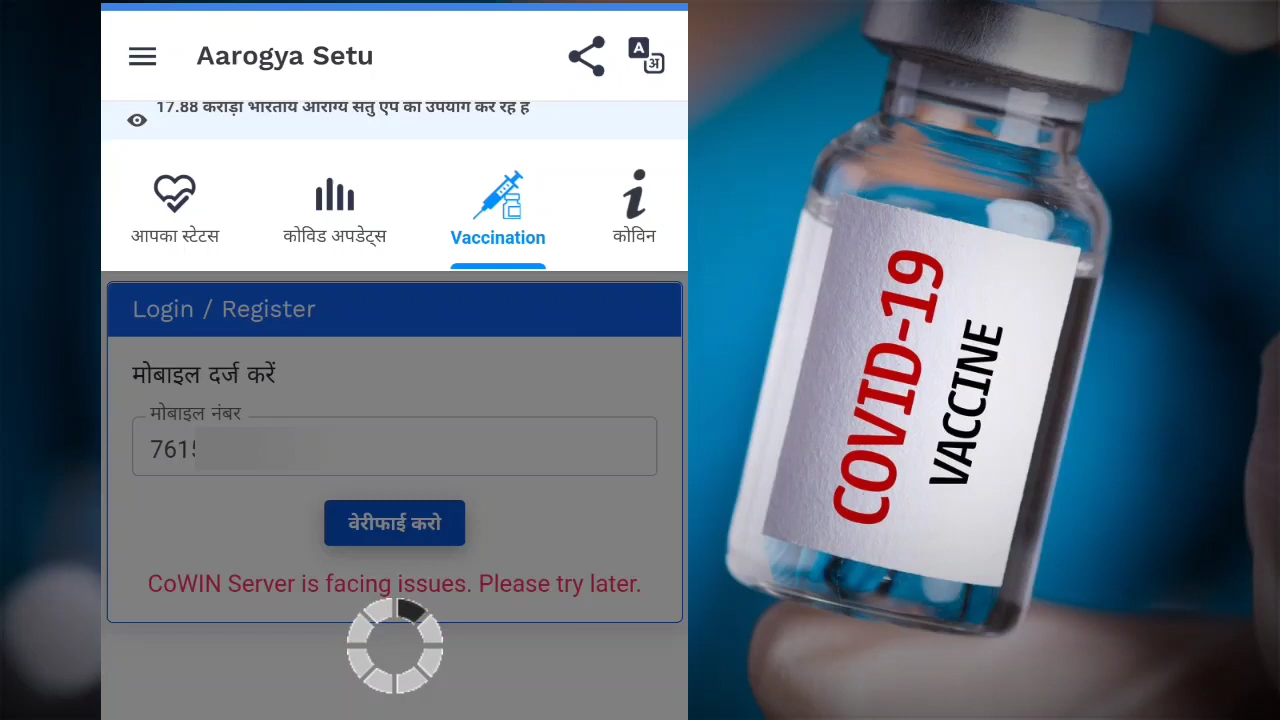 Aarogya Setu
A अ
17.88 करोड़ों भारतीय आरोग्य सेतु ऐप का उपयोग कर रहे हैं
आपका स्टेटस
कोविड अपडेट्स
Vaccination
कोविन
Login / Register
मोबाइल दर्ज करें
मोबाइल नंबर
7615
वेरीफाई करो
CoWIN Server is facing issues. Please try later.
COVID-19
VACCINE